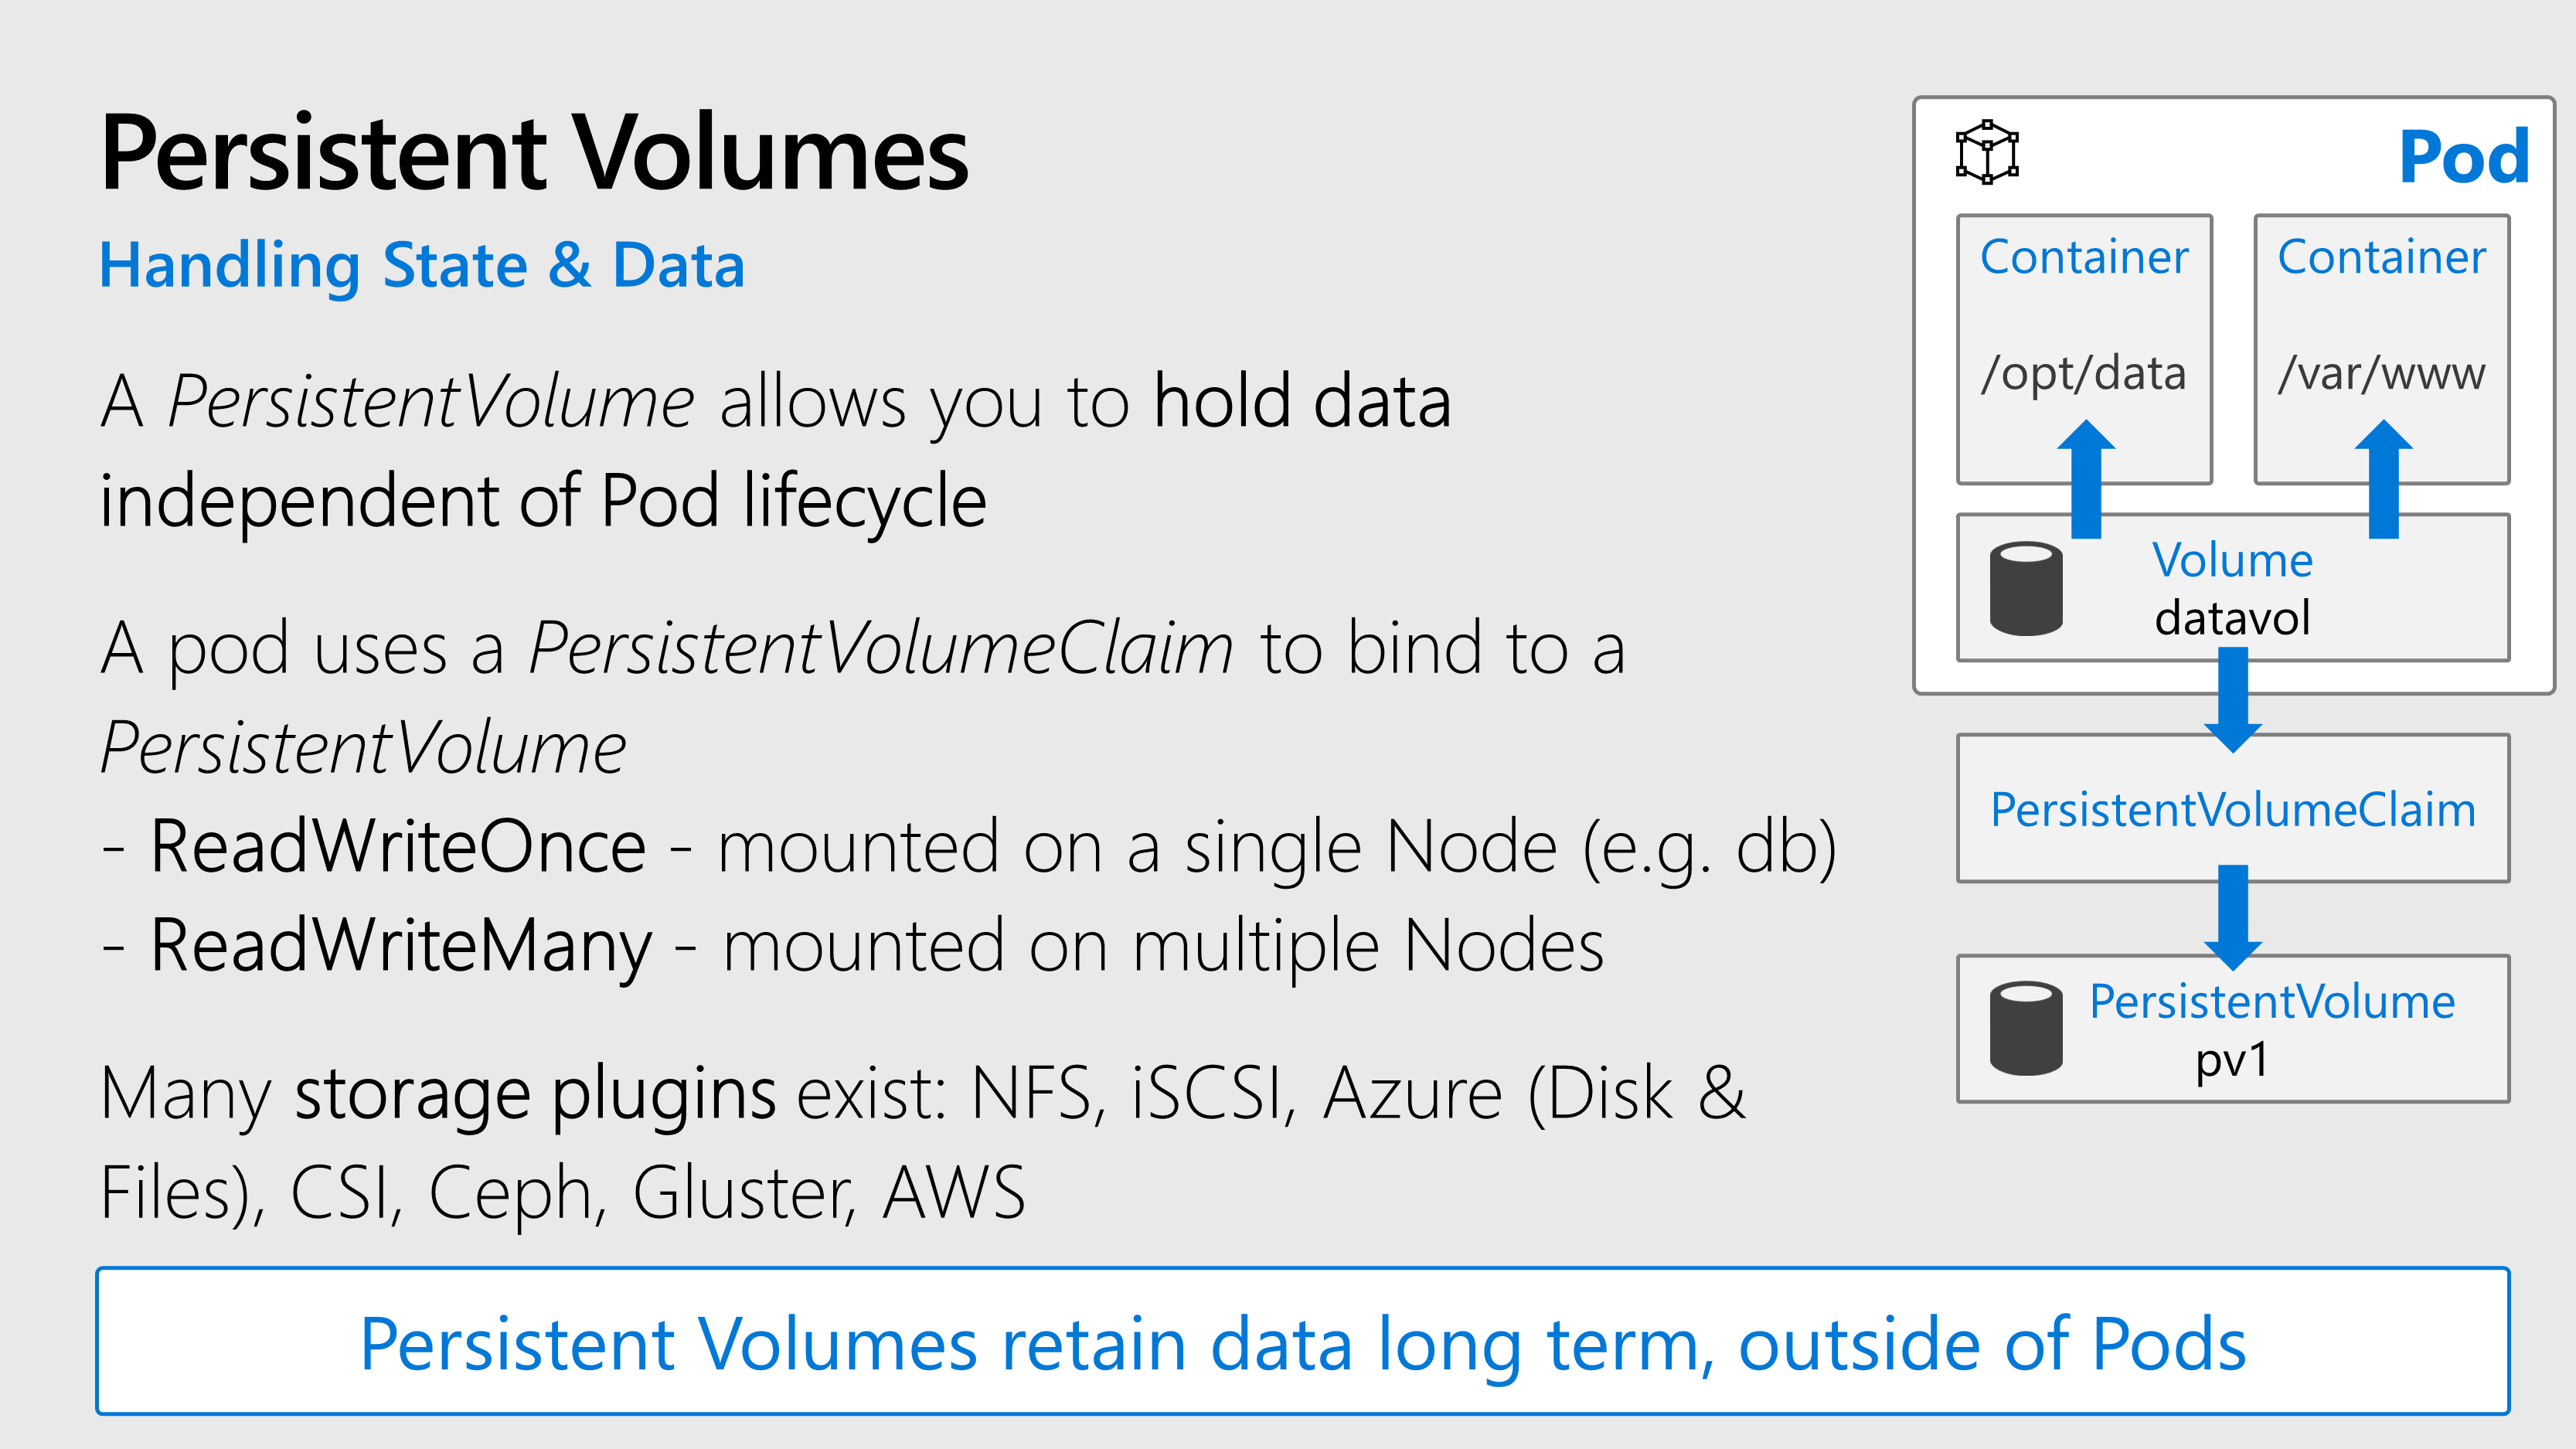 Persistent Volumes
Handling State & Data
A PersistentVolume allows you to hold data
independent of Pod lifecycle
A pod uses a PersistentVolumeClaim to bind to a
PersistentVolume
- ReadWriteOnce - mounted on a single Node (e.g. db)
- ReadWriteMany - mounted on multiple Nodes
Many storage plugins exist: NFS, iSCSI, Azure (Disk &
Files), CSI, Ceph, Gluster, AWS
Pod
Container
/opt/data
Container
/var/www
Volume
datavol
PersistentVolumeClaim
PersistentVolume
pv1
Persistent Volumes retain data long term, outside of Pods